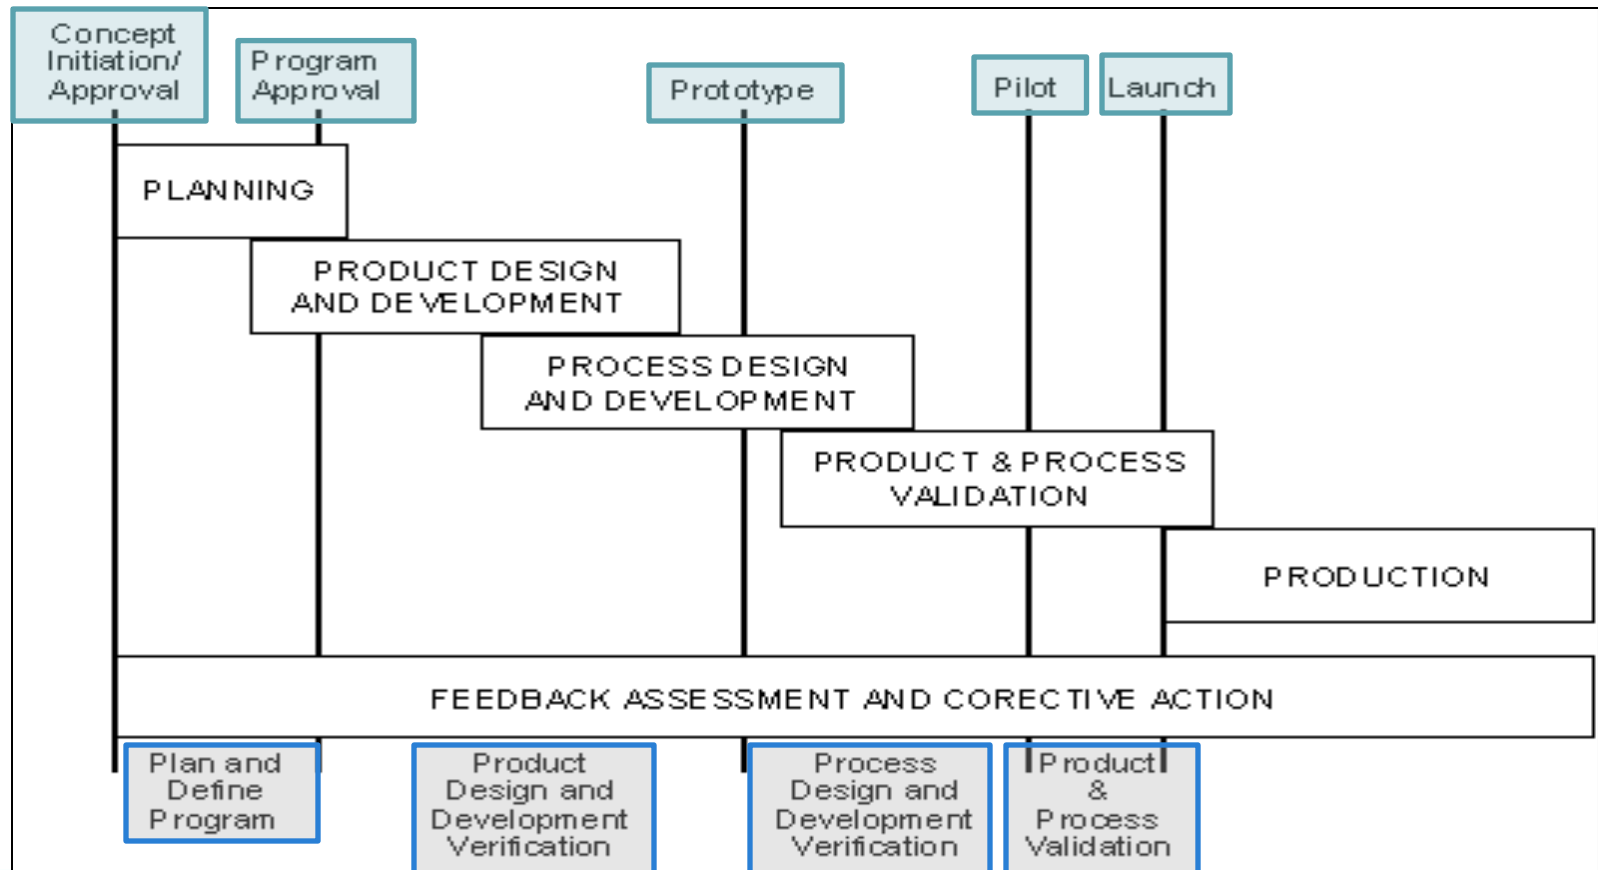 Concept
Initiation/
Approval
Program
Approval
Prototype
Pilot
Launch
PLANNING
PRODUCT DESIGN
AND DEVELOPMENT
PROCESS DESIGN
AND DEVELOPMENT
PRODUCT & PROCESS
VALIDATION
PRODUCTION
FEEDBACK ASSESSMENT AND CORECTIVE ACTION
Plan and
Define
Program
Product
Design and
Development
Verification
Process
Design and
Development
Verification
Product
&
Process
Validation